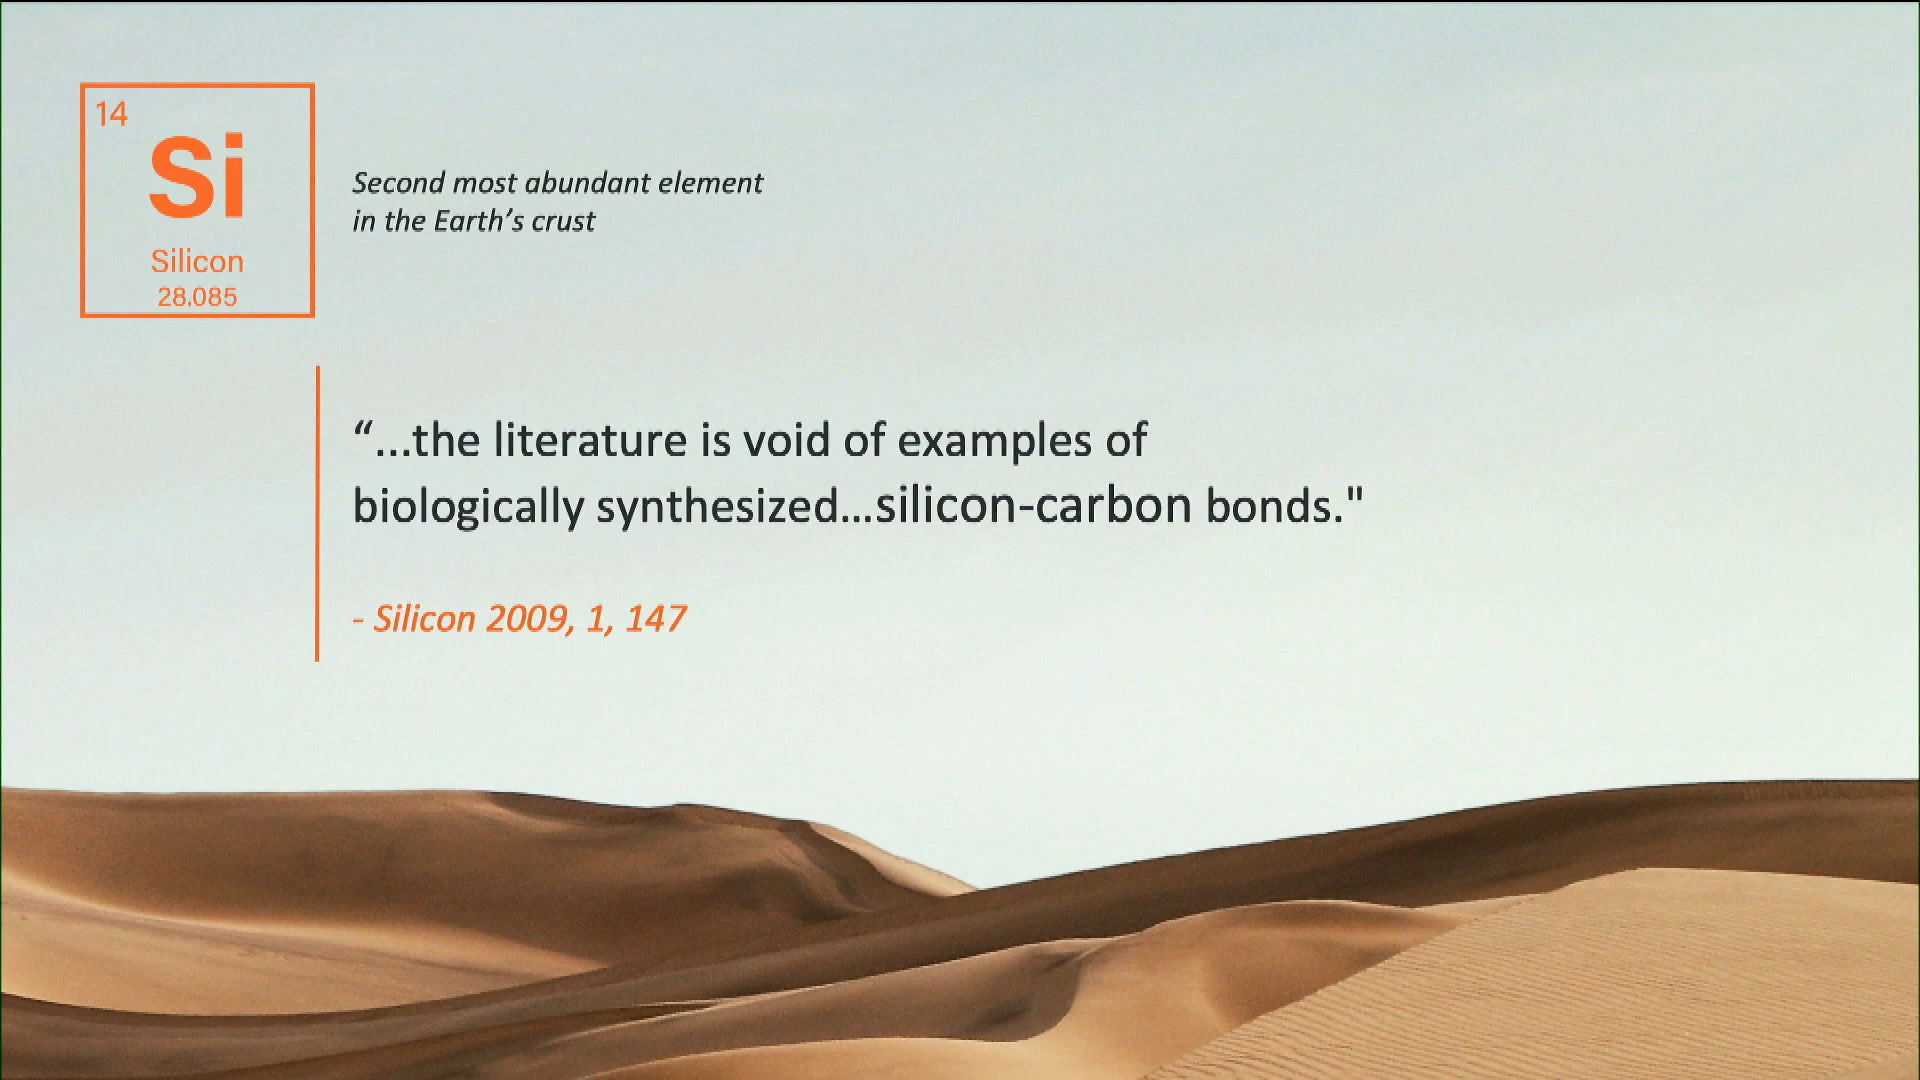 14
Si
Silicon
28.085
Second most abundant element
in the Earth’s crust
“...the literature is void of examples of
biologically synthesized...silicon-carbon bonds."
- Silicon 2009, 1, 147